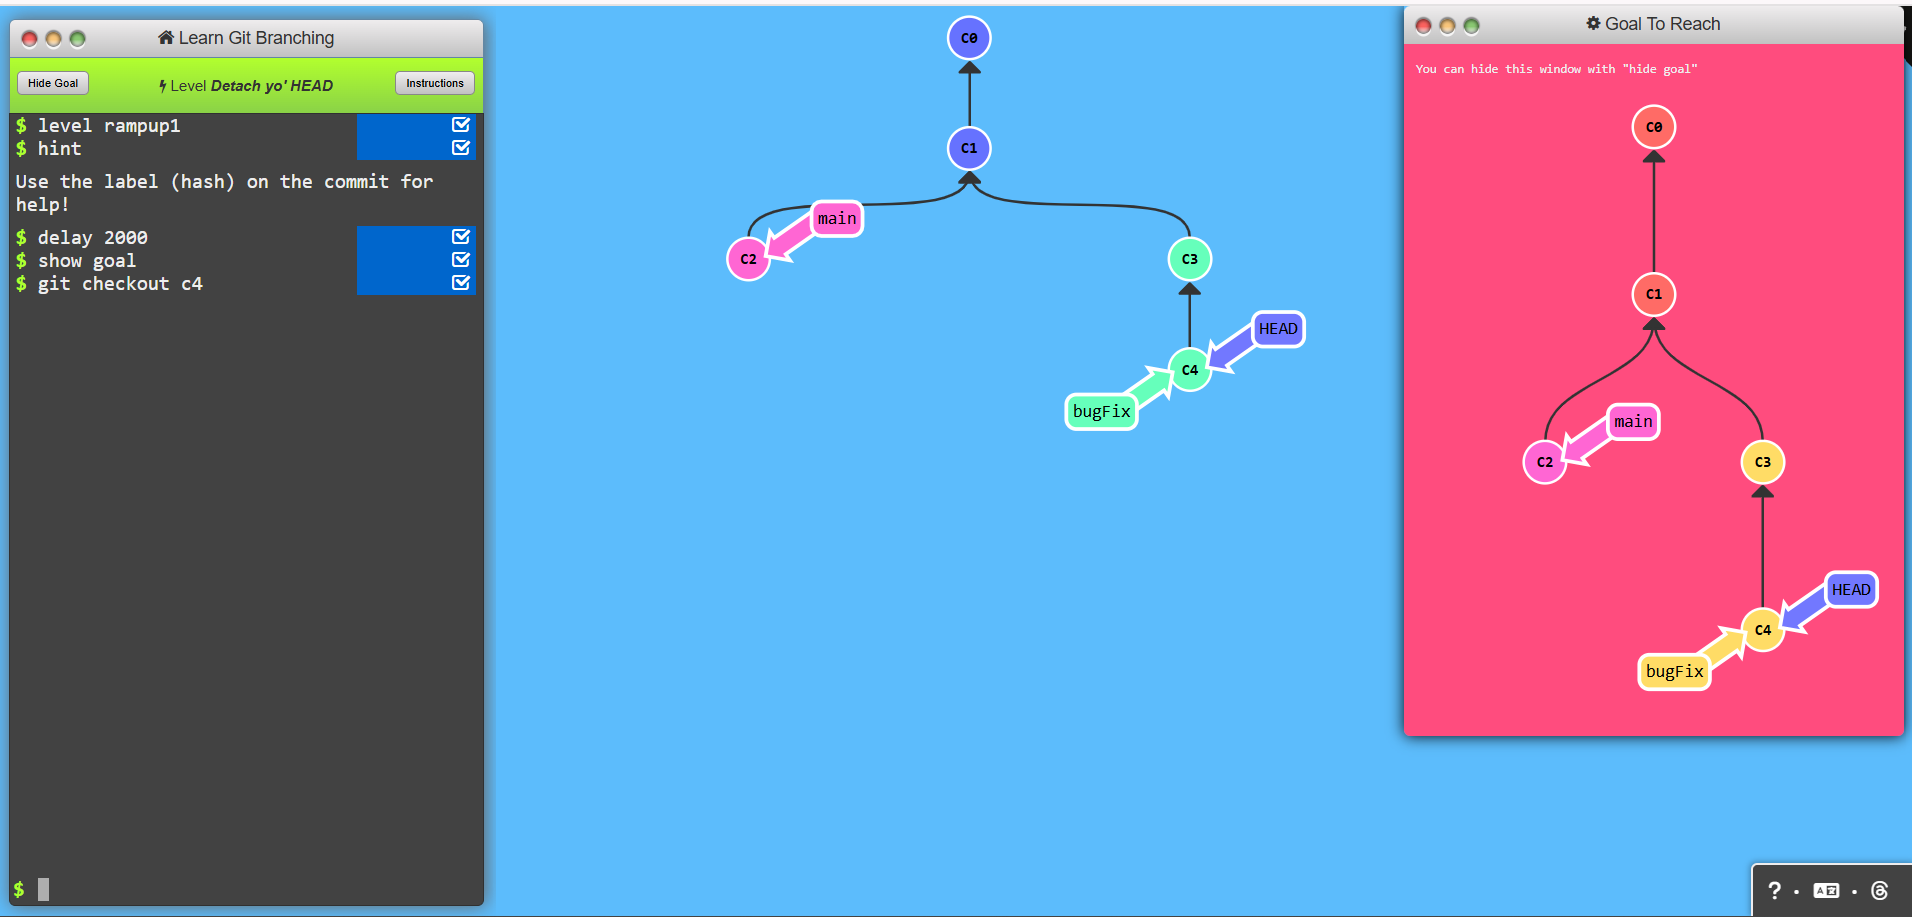 Learn Git Branching
Hide Goal
Level Detach yo' HEAD
Instructions
$ level rampup1
$ hint
Use the label (hash) on the commit for
help!
$ delay 2000
$ show goal
$ git checkout c4
$
C0
C1
main
C2
C3
HEAD
C4
bugFix
Goal To Reach
You can hide this window with "hide goal"
C0
C1
main
C2
C3
HEAD
C4
bugFix
? · A ·